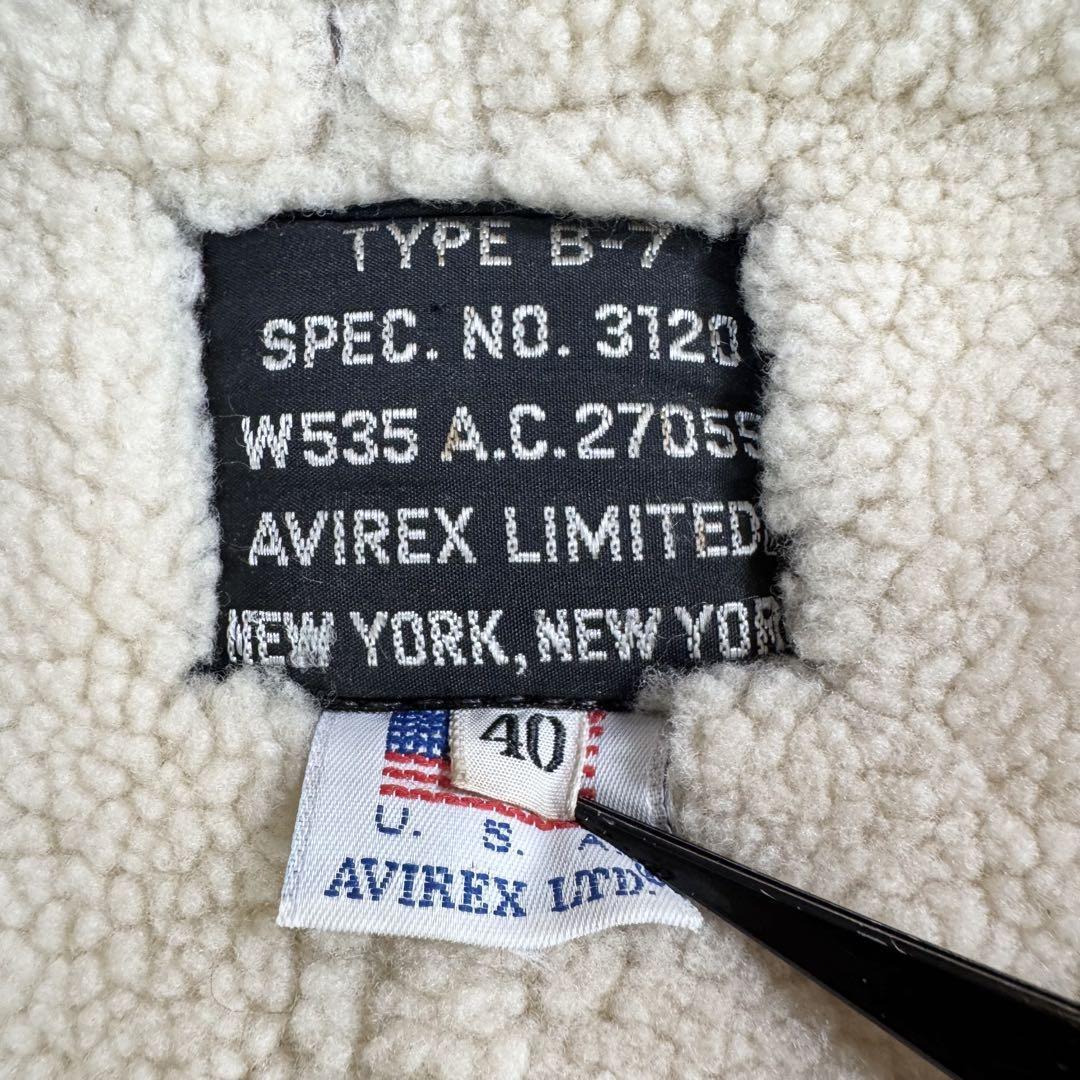 TYPE B-7
SPEC. NO. 3120
W535 A.C.27055
AVIREX LIMITED
NEW YORK, NEW YORK
40
U. S. A
AVIREX LTD